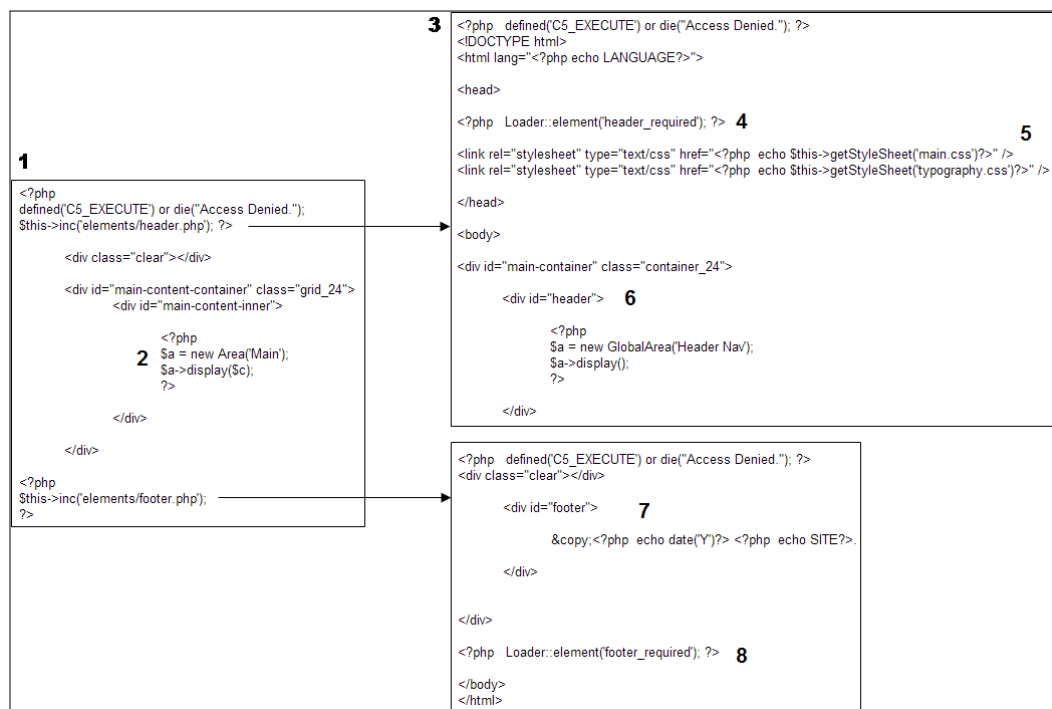 1
<?php
defined('C5_EXECUTE') or die("Access Denied.");
$this->inc('elements/header.php'); ?>
<div class="clear"></div>
<div id="main-content-container" class="grid_24">
<div id="main-content-inner">
<?php
2 $a = new Area('Main');
$a->display($c);
?>
</div>
</div>
<?php
$this->inc('elements/footer.php');
?>
3 <?php defined('C5_EXECUTE') or die("Access Denied."); ?>
<!DOCTYPE html>
<html lang="<?php echo LANGUAGE?>">
<head>
<?php Loader::element('header_required'); ?> 4
5
<link rel="stylesheet" type="text/css" href="<?php echo $this->getStyleSheet('main.css')?>" />
<link rel="stylesheet" type="text/css" href="<?php echo $this->getStyleSheet('typography.css')?>" />
</head>
<body>
<div id="main-container" class="container_24">
<div id="header"> 6
<?php
$a = new GlobalArea('Header Nav');
$a->display();
?>
</div>
<?php defined('C5_EXECUTE') or die("Access Denied."); ?>
<div class="clear"></div>
<div id="footer"> 7
&copy;<?php echo date('Y')?> <?php echo SITE?>.
</div>
</div>
<?php Loader::element('footer_required'); ?> 8
</body>
</html>